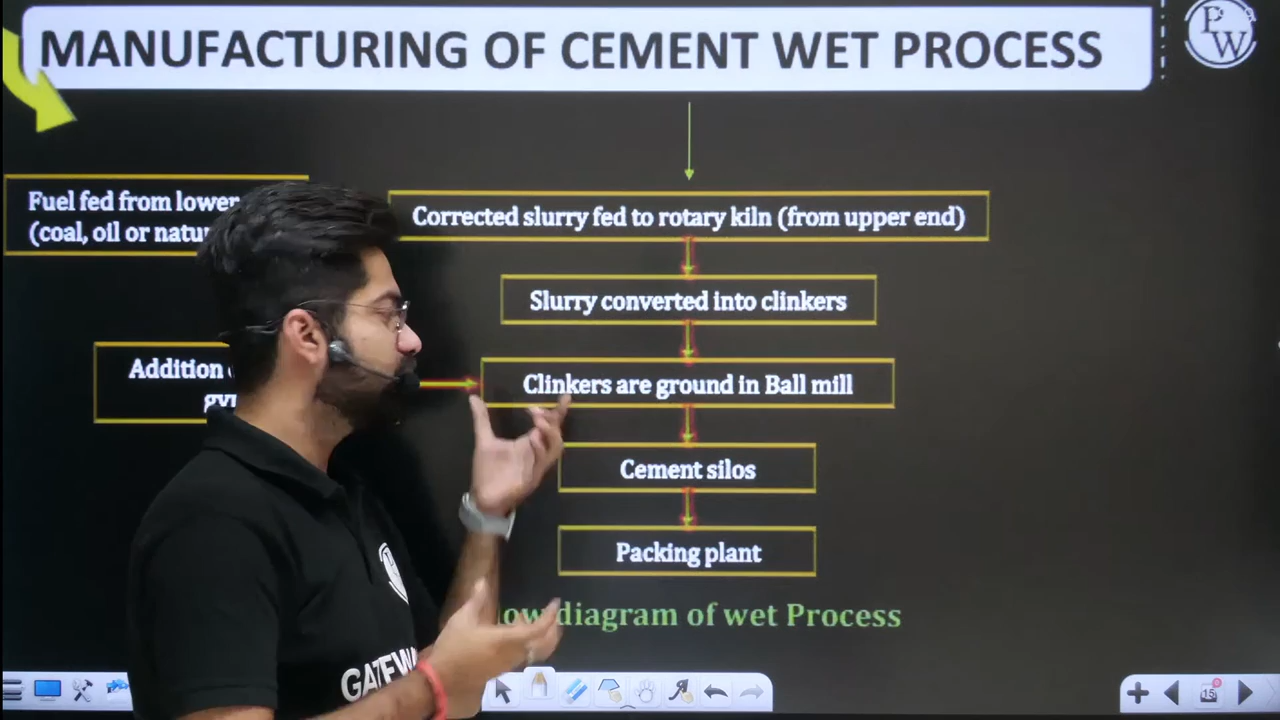 MANUFACTURING OF CEMENT WET PROCESS
PW
Fuel fed from lower
(coal, oil or
Corrected slurry fed to rotary kiln (from upper end)
Slurry converted into clinkers
Addition
Clinkers are ground in Ball mill
Cement silos
Packing plant
diagram of wet Process
15